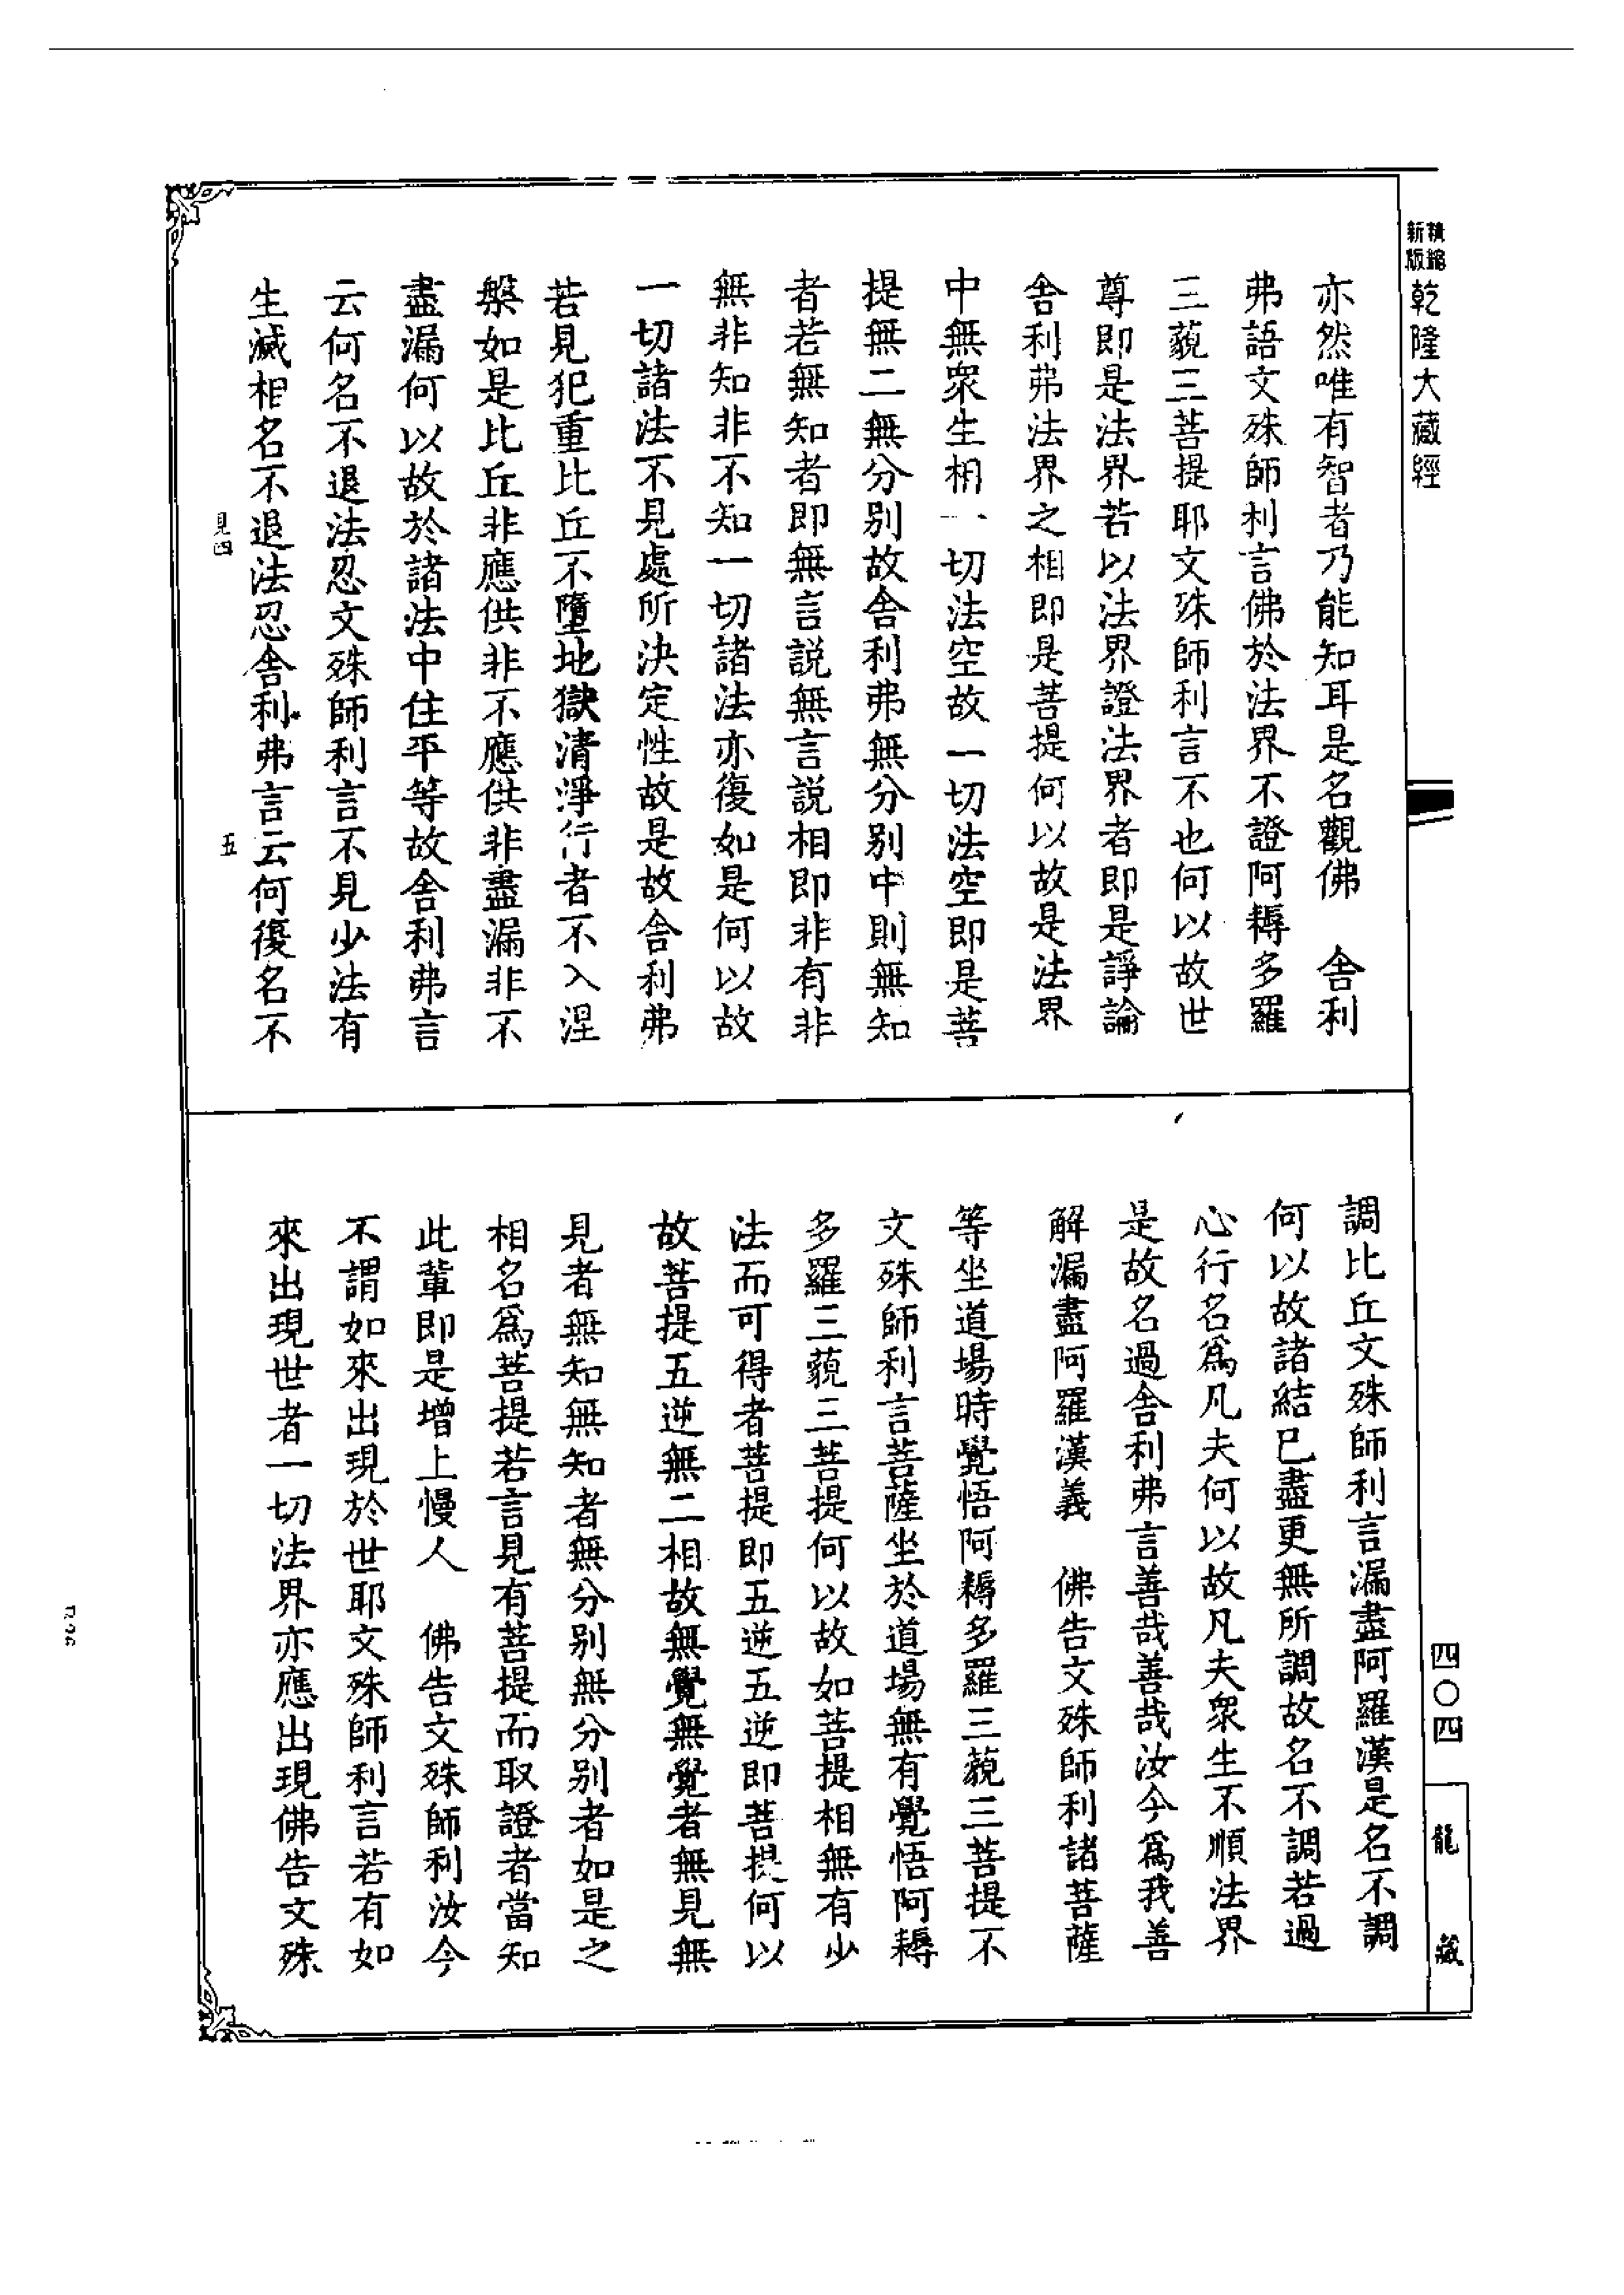 新版
精縮
乾隆大藏經
亦然唯有智者乃能知耳是名觀佛　舍利
弗語文殊師利言佛於法界不證阿耨多羅
三藐三菩提耶文殊師利言不也何以故世
尊即是法界若以法界證法界者即是諍論
舍利弗法界之相即是菩提何以故是法界
中無眾生相一切法空故一切法空即是菩
提無二無分別故舍利弗無分別中則無知
者若無知者即無言說無言說相即非有非
無非知非不知一切諸法亦復如是何以故
一切諸法不見處所決定性故是故舍利弗
若見犯重比丘不墮地獄清淨行者不入涅
槃如是比丘非應供非不應供非盡漏非不
盡漏何以故於諸法中住平等故舍利弗言
云何名不退法忍文殊師利言不見少法有
生滅相名不退法忍舍利弗言云何復名不
見四
五
調比丘文殊師利言漏盡阿羅漢是名不調
何以故諸結已盡更無所調故名不調若過
心行名為凡夫何以故凡夫眾生不順法界
是故名過舍利弗言善哉善哉汝今為我善
解漏盡阿羅漢義　佛告文殊師利諸菩薩
等坐道場時覺悟阿耨多羅三藐三菩提不
文殊師利言菩薩坐於道場無有覺悟阿耨
多羅三藐三菩提何以故如菩提相無有少
法而可得者菩提即五逆五逆即菩提何以
故菩提五逆無二相故無覺無覺者無見無
見者無知無知者無分別無分別者如是之
相名為菩提若言見有菩提而取證者當知
此輩即是增上慢人　佛告文殊師利汝今
不謂如來出現於世耶文殊師利言若有如
來出現世者一切法界亦應出現佛告文殊
四〇四
龍藏